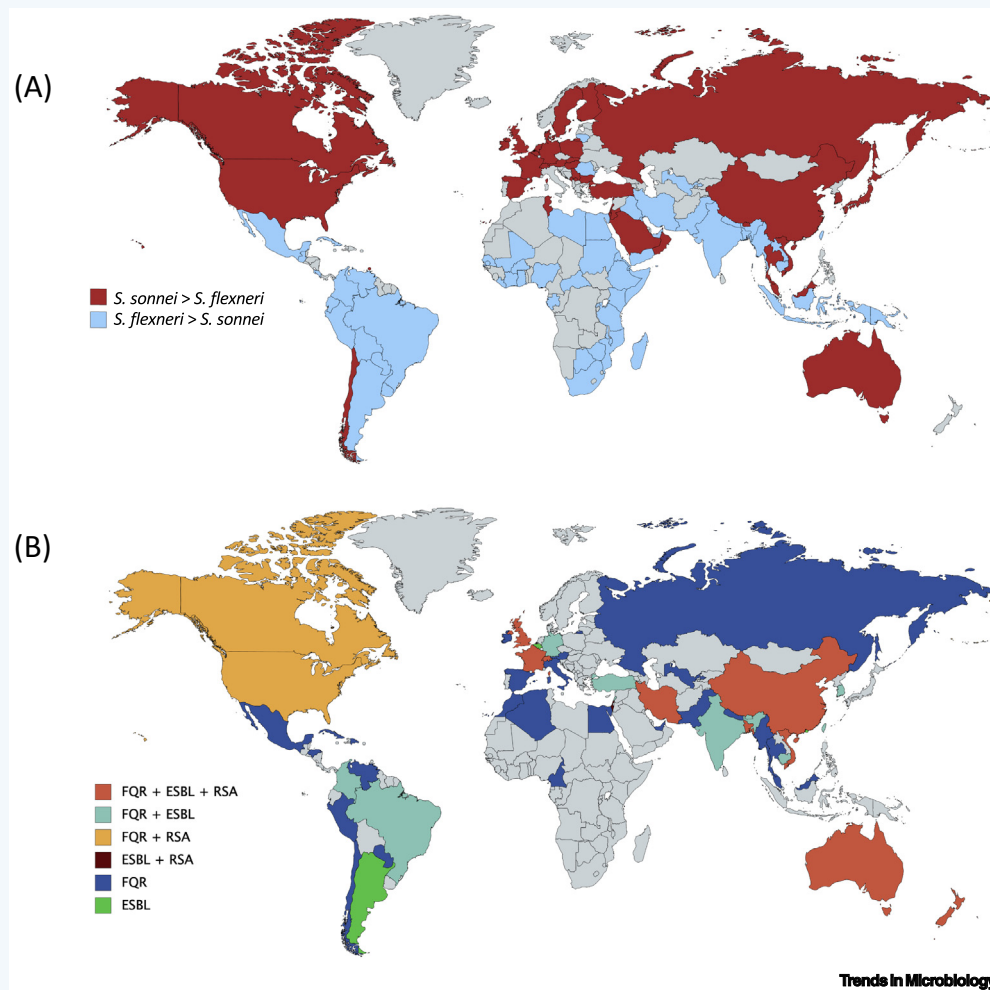 (A)
S. sonnei > S. flexneri
S. flexneri > S. sonnei
(B)
FQR + ESBL + RSA
FQR + ESBL
FQR + RSA
ESBL + RSA
FQR
ESBL
Trends in Microbiology